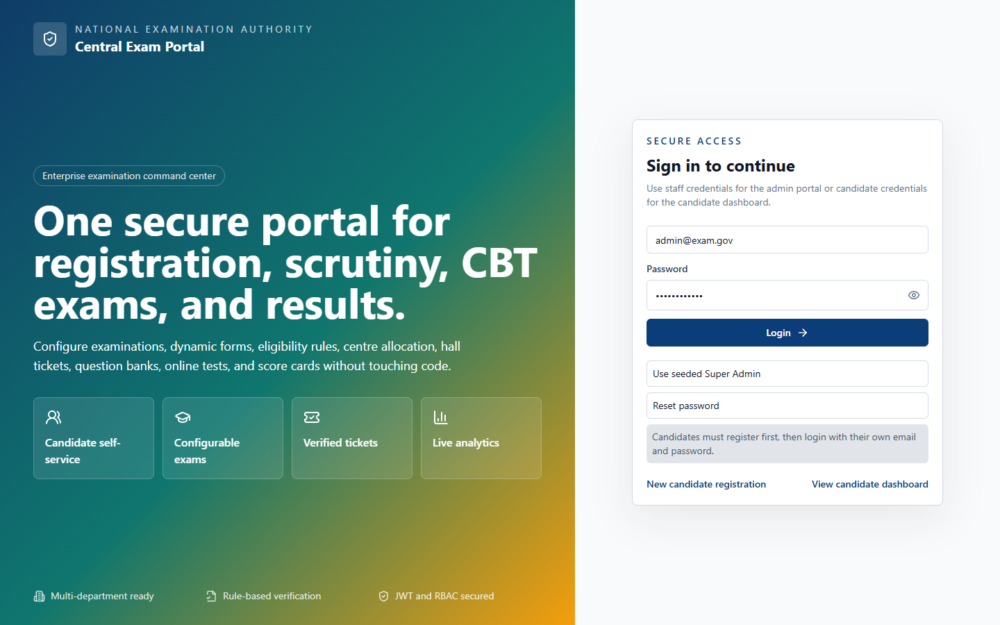 NATIONAL EXAMINATION AUTHORITY
Central Exam Portal
Enterprise examination command center
One secure portal for
registration, scrutiny, CBT
exams, and results.
Configure examinations, dynamic forms, eligibility rules, centre allocation, hall
tickets, question banks, online tests, and score cards without touching code.
Candidate self-
service
Configurable
exams
Verified tickets
Live analytics
Multi-department ready
Rule-based verification
JWT and RBAC secured
SECURE ACCESS
Sign in to continue
Use staff credentials for the admin portal or candidate credentials
for the candidate dashboard.
admin@exam.gov
Password
••••••••••••
Login
Use seeded Super Admin
Reset password
Candidates must register first, then login with their own email
and password.
New candidate registration
View candidate dashboard